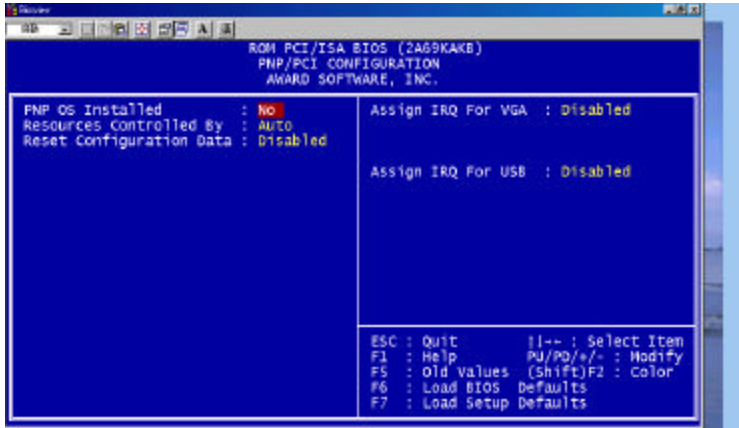 Biosview
ROM PCI/ISA BIOS (2A69KAKB)
PNP/PCI CONFIGURATION
AWARD SOFTWARE, INC.
PNP OS Installed : No
Resources Controlled By : Auto
Reset Configuration Data : Disabled
Assign IRQ For VGA : Disabled
Assign IRQ For USB : Disabled
ESC : Quit : Select Item
F1 : Help PU/PD/+/- : Modify
F5 : Old Values (Shift)F2 : Color
F6 : Load BIOS Defaults
F7 : Load Setup Defaults